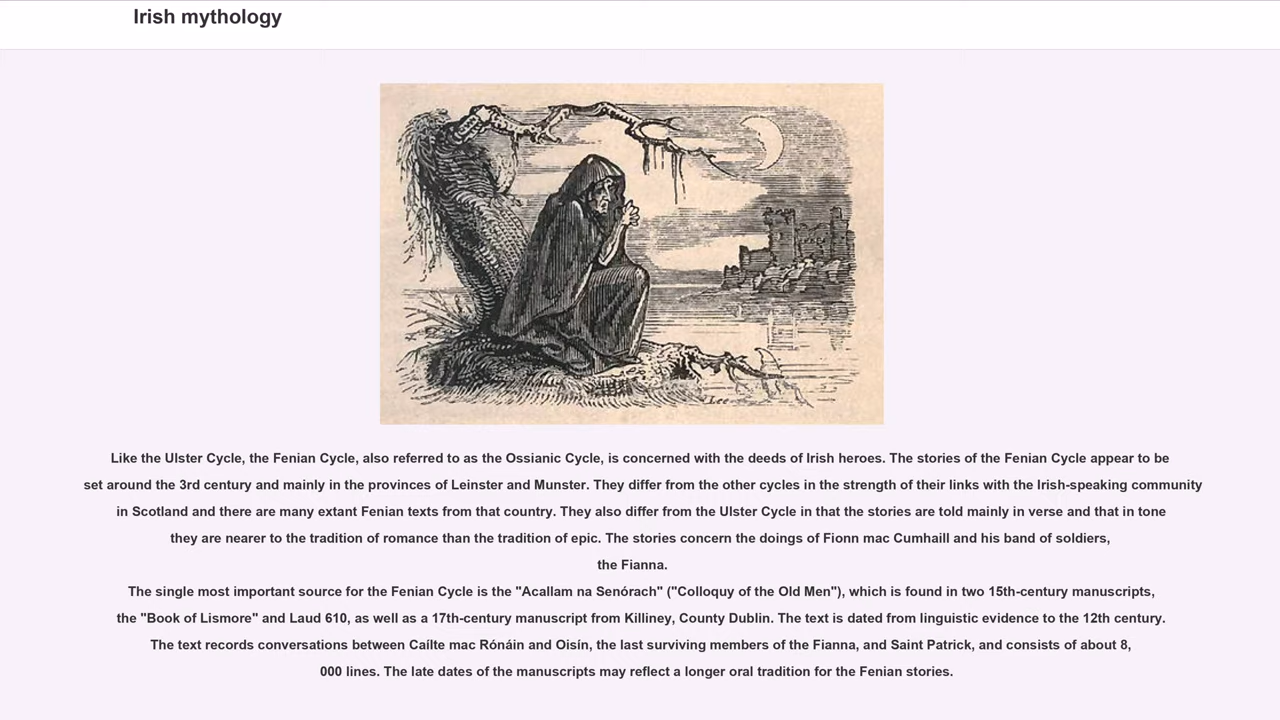 Irish mythology
Like the Ulster Cycle, the Fenian Cycle, also referred to as the Ossianic Cycle, is concerned with the deeds of Irish heroes. The stories of the Fenian Cycle appear to be
set around the 3rd century and mainly in the provinces of Leinster and Munster. They differ from the other cycles in the strength of their links with the Irish-speaking community
in Scotland and there are many extant Fenian texts from that country. They also differ from the Ulster Cycle in that the stories are told mainly in verse and that in tone
they are nearer to the tradition of romance than the tradition of epic. The stories concern the doings of Fionn mac Cumhaill and his band of soldiers,
the Fianna.
The single most important source for the Fenian Cycle is the "Acallam na Senórach" ("Colloquy of the Old Men"), which is found in two 15th-century manuscripts,
the "Book of Lismore" and Laud 610, as well as a 17th-century manuscript from Killiney, County Dublin. The text is dated from linguistic evidence to the 12th century.
The text records conversations between Caílte mac Rónáin and Oisín, the last surviving members of the Fianna, and Saint Patrick, and consists of about 8,
000 lines. The late dates of the manuscripts may reflect a longer oral tradition for the Fenian stories.